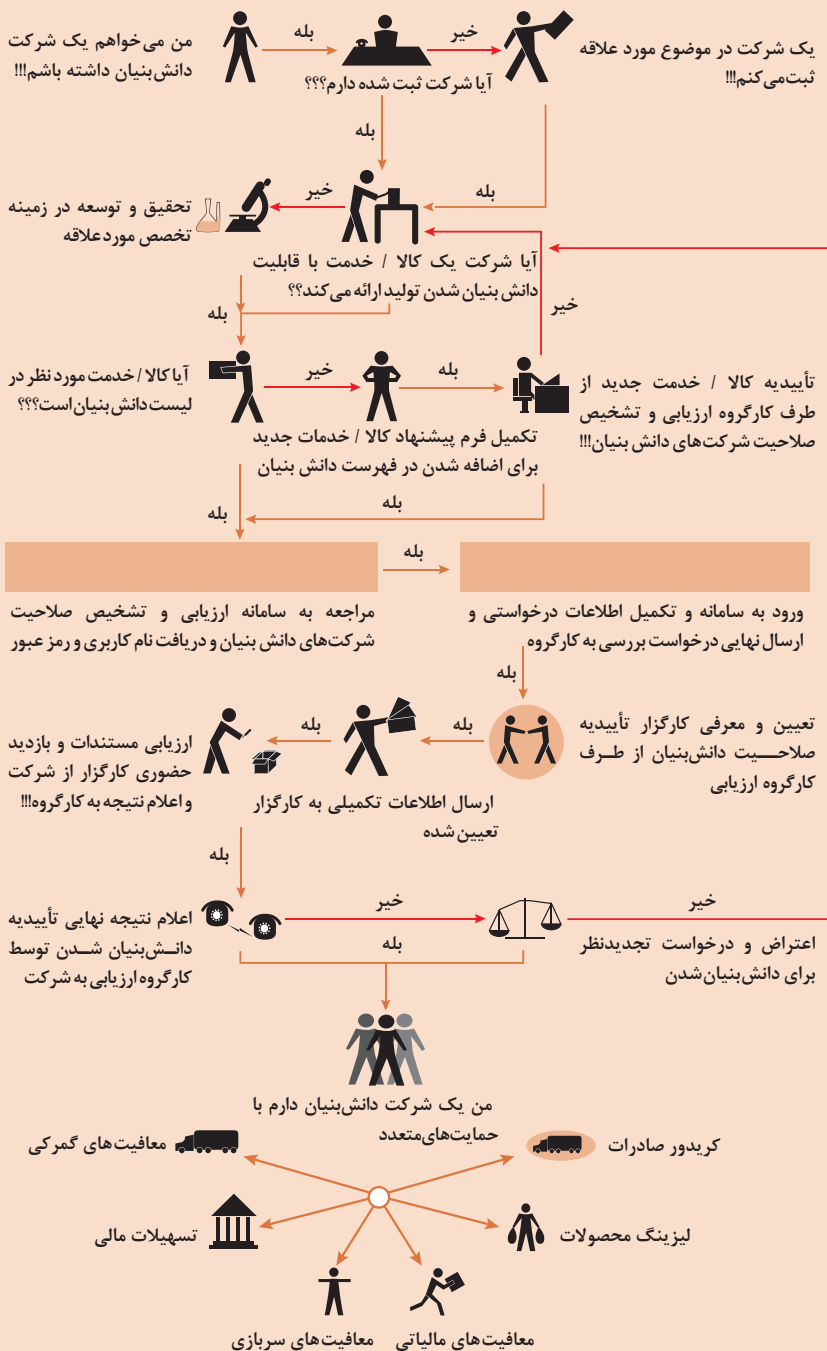 من می‌خواهم یک شرکت
دانش‌بنیان داشته باشم!!!
بله
آیا شرکت ثبت شده دارم؟؟؟
خیر
یک شرکت در موضوع مورد علاقه
ثبت‌می‌کنم!!!
بله
بله
خیر
تحقیق و توسعه در زمینه
تخصص موردعلاقه
آیا شرکت یک کالا / خدمت با قابلیت
دانش‌بنیان شدن تولید ارائه می‌کند؟؟
بله
خیر
آیا کالا / خدمت مورد نظر در
لیست دانش‌بنیان است؟؟؟
خیر
بله
تکمیل فرم پیشنهاد کالا / خدمات جدید
برای اضافه شدن در فهرست دانش بنیان
تأییدیه کالا / خدمت جدید از
طرف کارگروه ارزیابی و تشخیص
صلاحیت شرکت‌های دانش بنیان!!!
بله
بله
بله
مراجعه به سامانه ارزیابی و تشخیص صلاحیت
شرکت‌های دانش بنیان و دریافت نام کاربری و رمز عبور
ورود به سامانه و تکمیل اطلاعات درخواستی و
ارسال نهایی درخواست بررسی به کارگروه
بله
تعیین و معرفی کارگزار تأییدیه
صلاحیت دانش‌بنیان از طرف
کارگروه ارزیابی
بله
ارسال اطلاعات تکمیلی به کارگزار
تعیین شده
بله
ارزیابی مستندات و بازدید
حضوری کارگزار از شرکت
و اعلام نتیجه به کارگروه!!!
بله
اعلام نتیجه نهایی تأییدیه
دانش‌بنیان شدن توسط
کارگروه ارزیابی به شرکت
خیر
بله
خیر
اعتراض و درخواست تجدیدنظر
برای دانش‌بنیان‌شدن
من یک شرکت دانش‌بنیان دارم با
حمایت‌های‌متعدد
کریدور صادرات
معافیت‌های گمرکی
لیزینگ محصولات
تسهیلات مالی
معافیت‌های مالیاتی
معافیت‌های سربازی